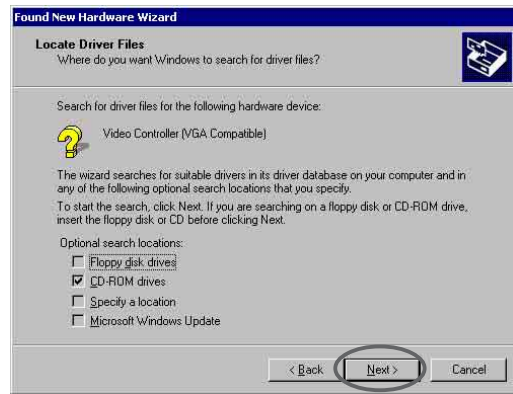 Found New Hardware Wizard
Locate Driver Files
Where do you want Windows to search for driver files?
Search for driver files for the following hardware device:
Video Controller (VGA Compatible)
The wizard searches for suitable drivers in its driver database on your computer and in
any of the following optional search locations that you specify.
To start the search, click Next. If you are searching on a floppy disk or CD-ROM drive,
insert the floppy disk or CD before clicking Next.
Optional search locations:
Floppy disk drives
CD-ROM drives
Specify a location
Microsoft Windows Update
< Back Next > Cancel